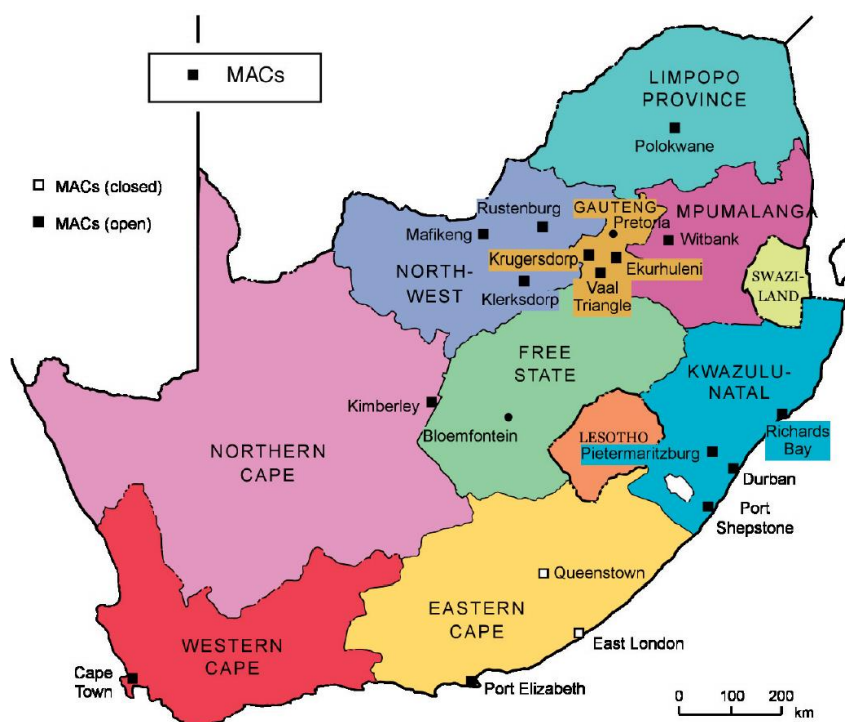 MACs
MACs (closed)
MACs (open)
LIMPOPO
PROVINCE
Polokwane
Rustenburg
Mafikeng
NORTH-
WEST
Klerksdorp
GAUTENG
Pretoria
Krugersdorp
Ekurhuleni
Vaal
Triangle
MPUMALANGA
Witbank
SWAZI-
LAND
FREE
STATE
Kimberley
Bloemfontein
KWAZULU-
NATAL
LESOTHO
Pietermaritzburg
Richards
Bay
Durban
Port
Shepstone
NORTHERN
CAPE
Queenstown
EASTERN
CAPE
East London
WESTERN
CAPE
Cape
Town
Port Elizabeth
0 100 200
km